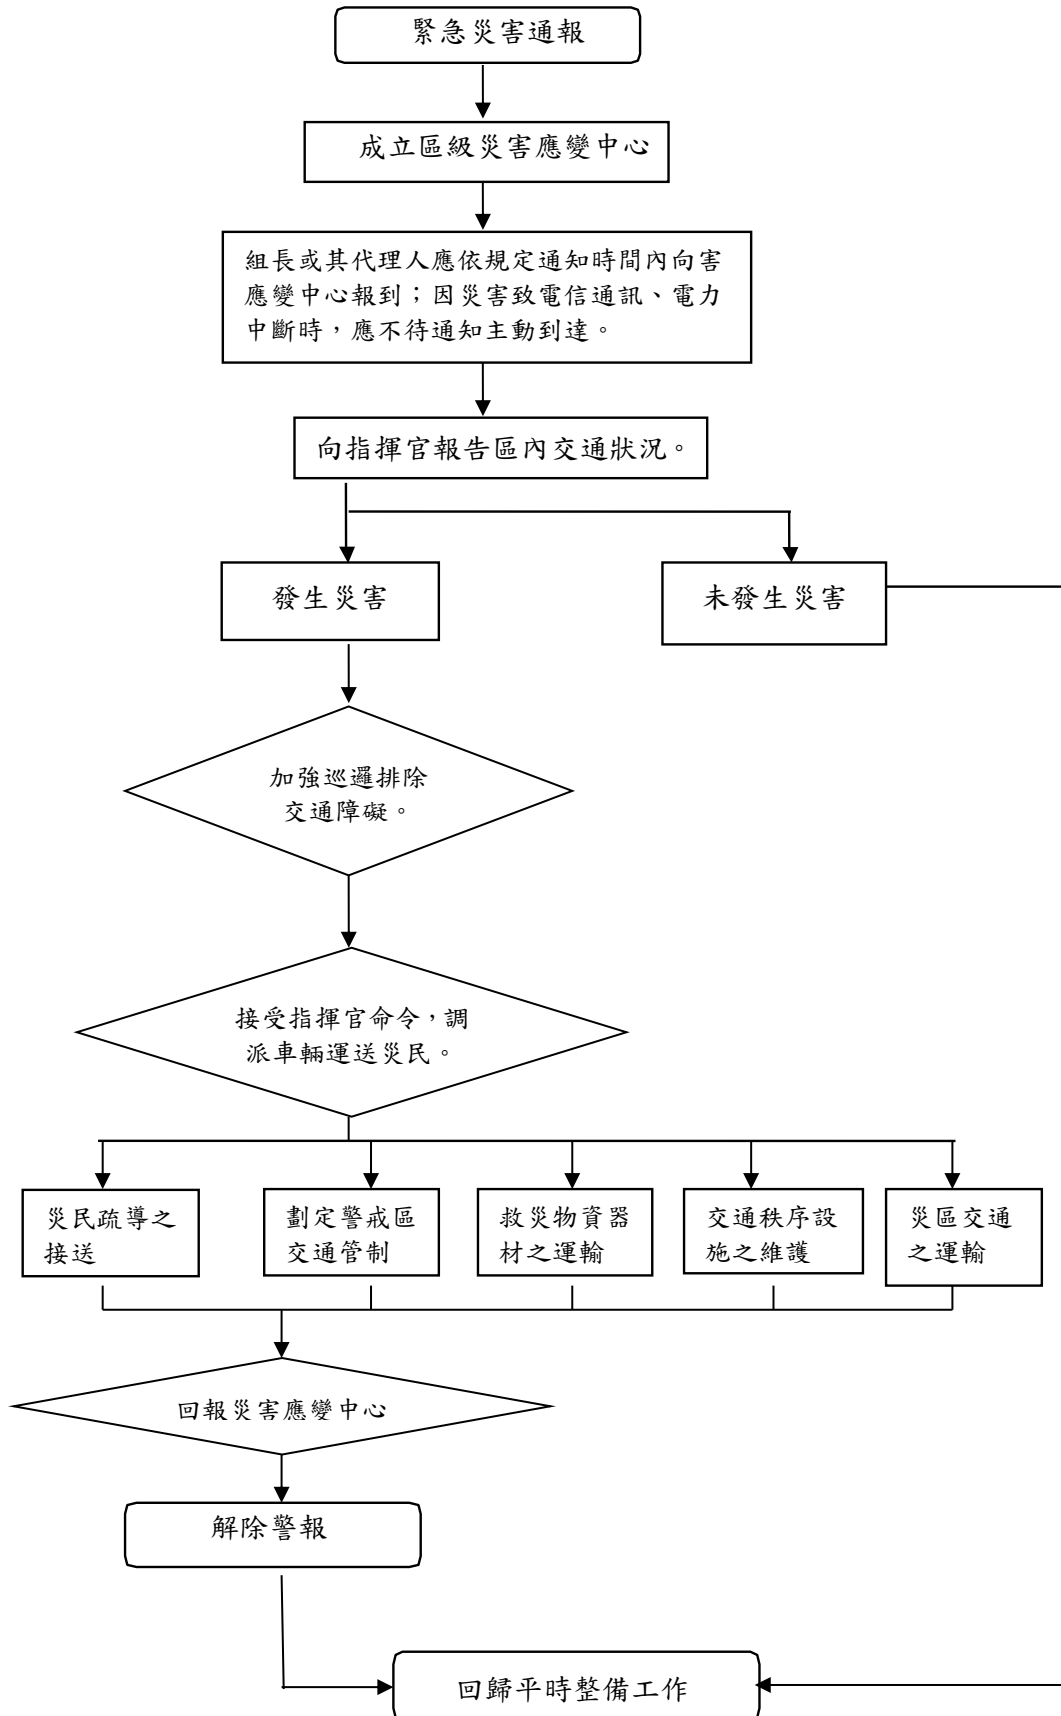 緊急災害通報
成立區級災害應變中心
組長或其代理人應依規定通知時間內向害
應變中心報到；因災害致電信通訊、電力
中斷時，應不待通知主動到達。
向指揮官報告區內交通狀況。
發生災害
未發生災害
加強巡邏排除
交通障礙。
接受指揮官命令，調
派車輛運送災民。
災民疏導之
接送
劃定警戒區
交通管制
救災物資器
材之運輸
交通秩序設
施之維護
災區交通
之運輸
回報災害應變中心
解除警報
回歸平時整備工作